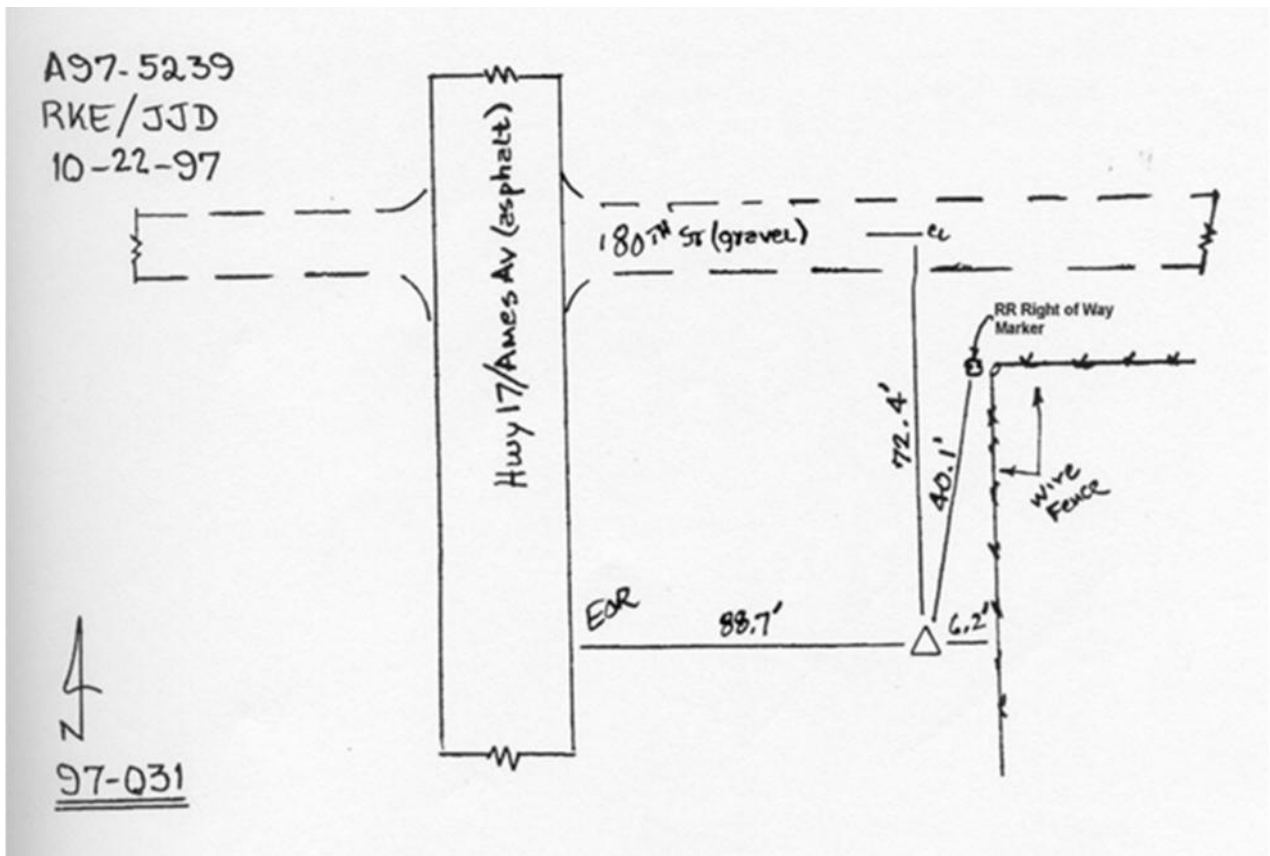 A97-5239
RKE/JJD
10-22-97
Hwy 17/Ames Av (asphalt)
180TH ST (gravel)
CL
RR Right of Way
Marker
72.4'
40.1'
Wire
Fence
EOR
88.7'
6.2'
N
97-031